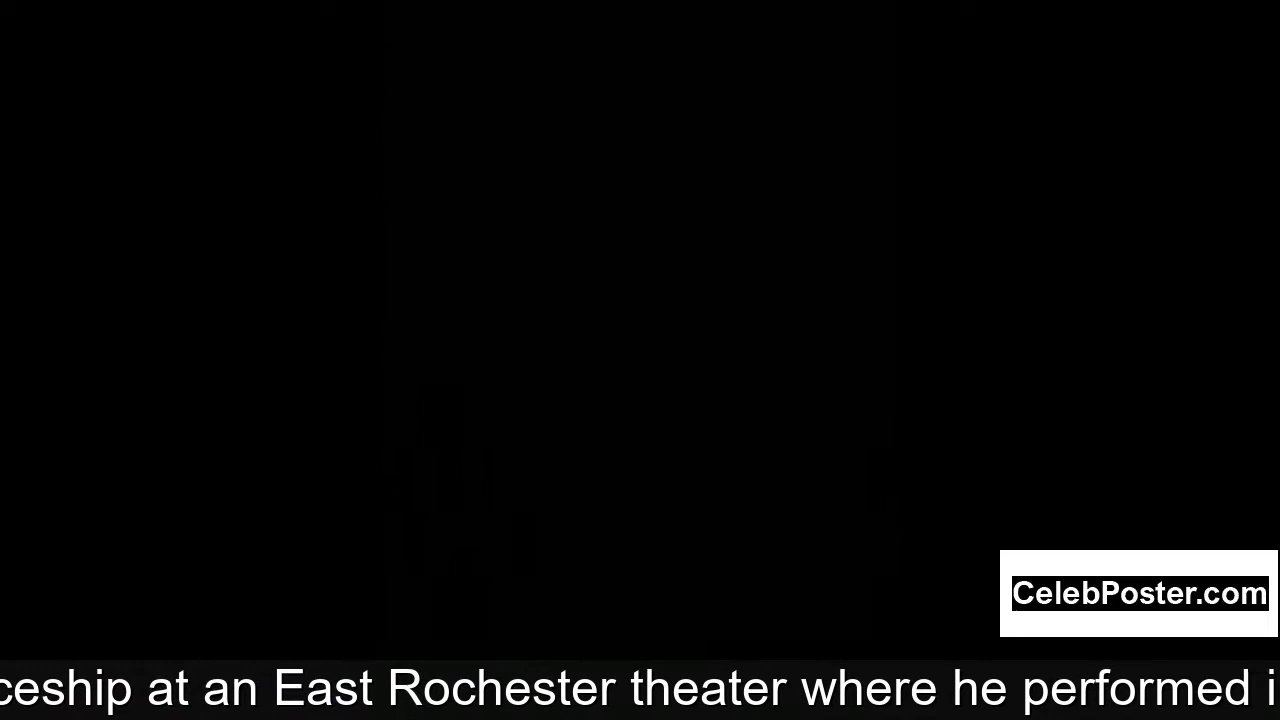 CelebPoster.com
ceship at an East Rochester theater where he performed i